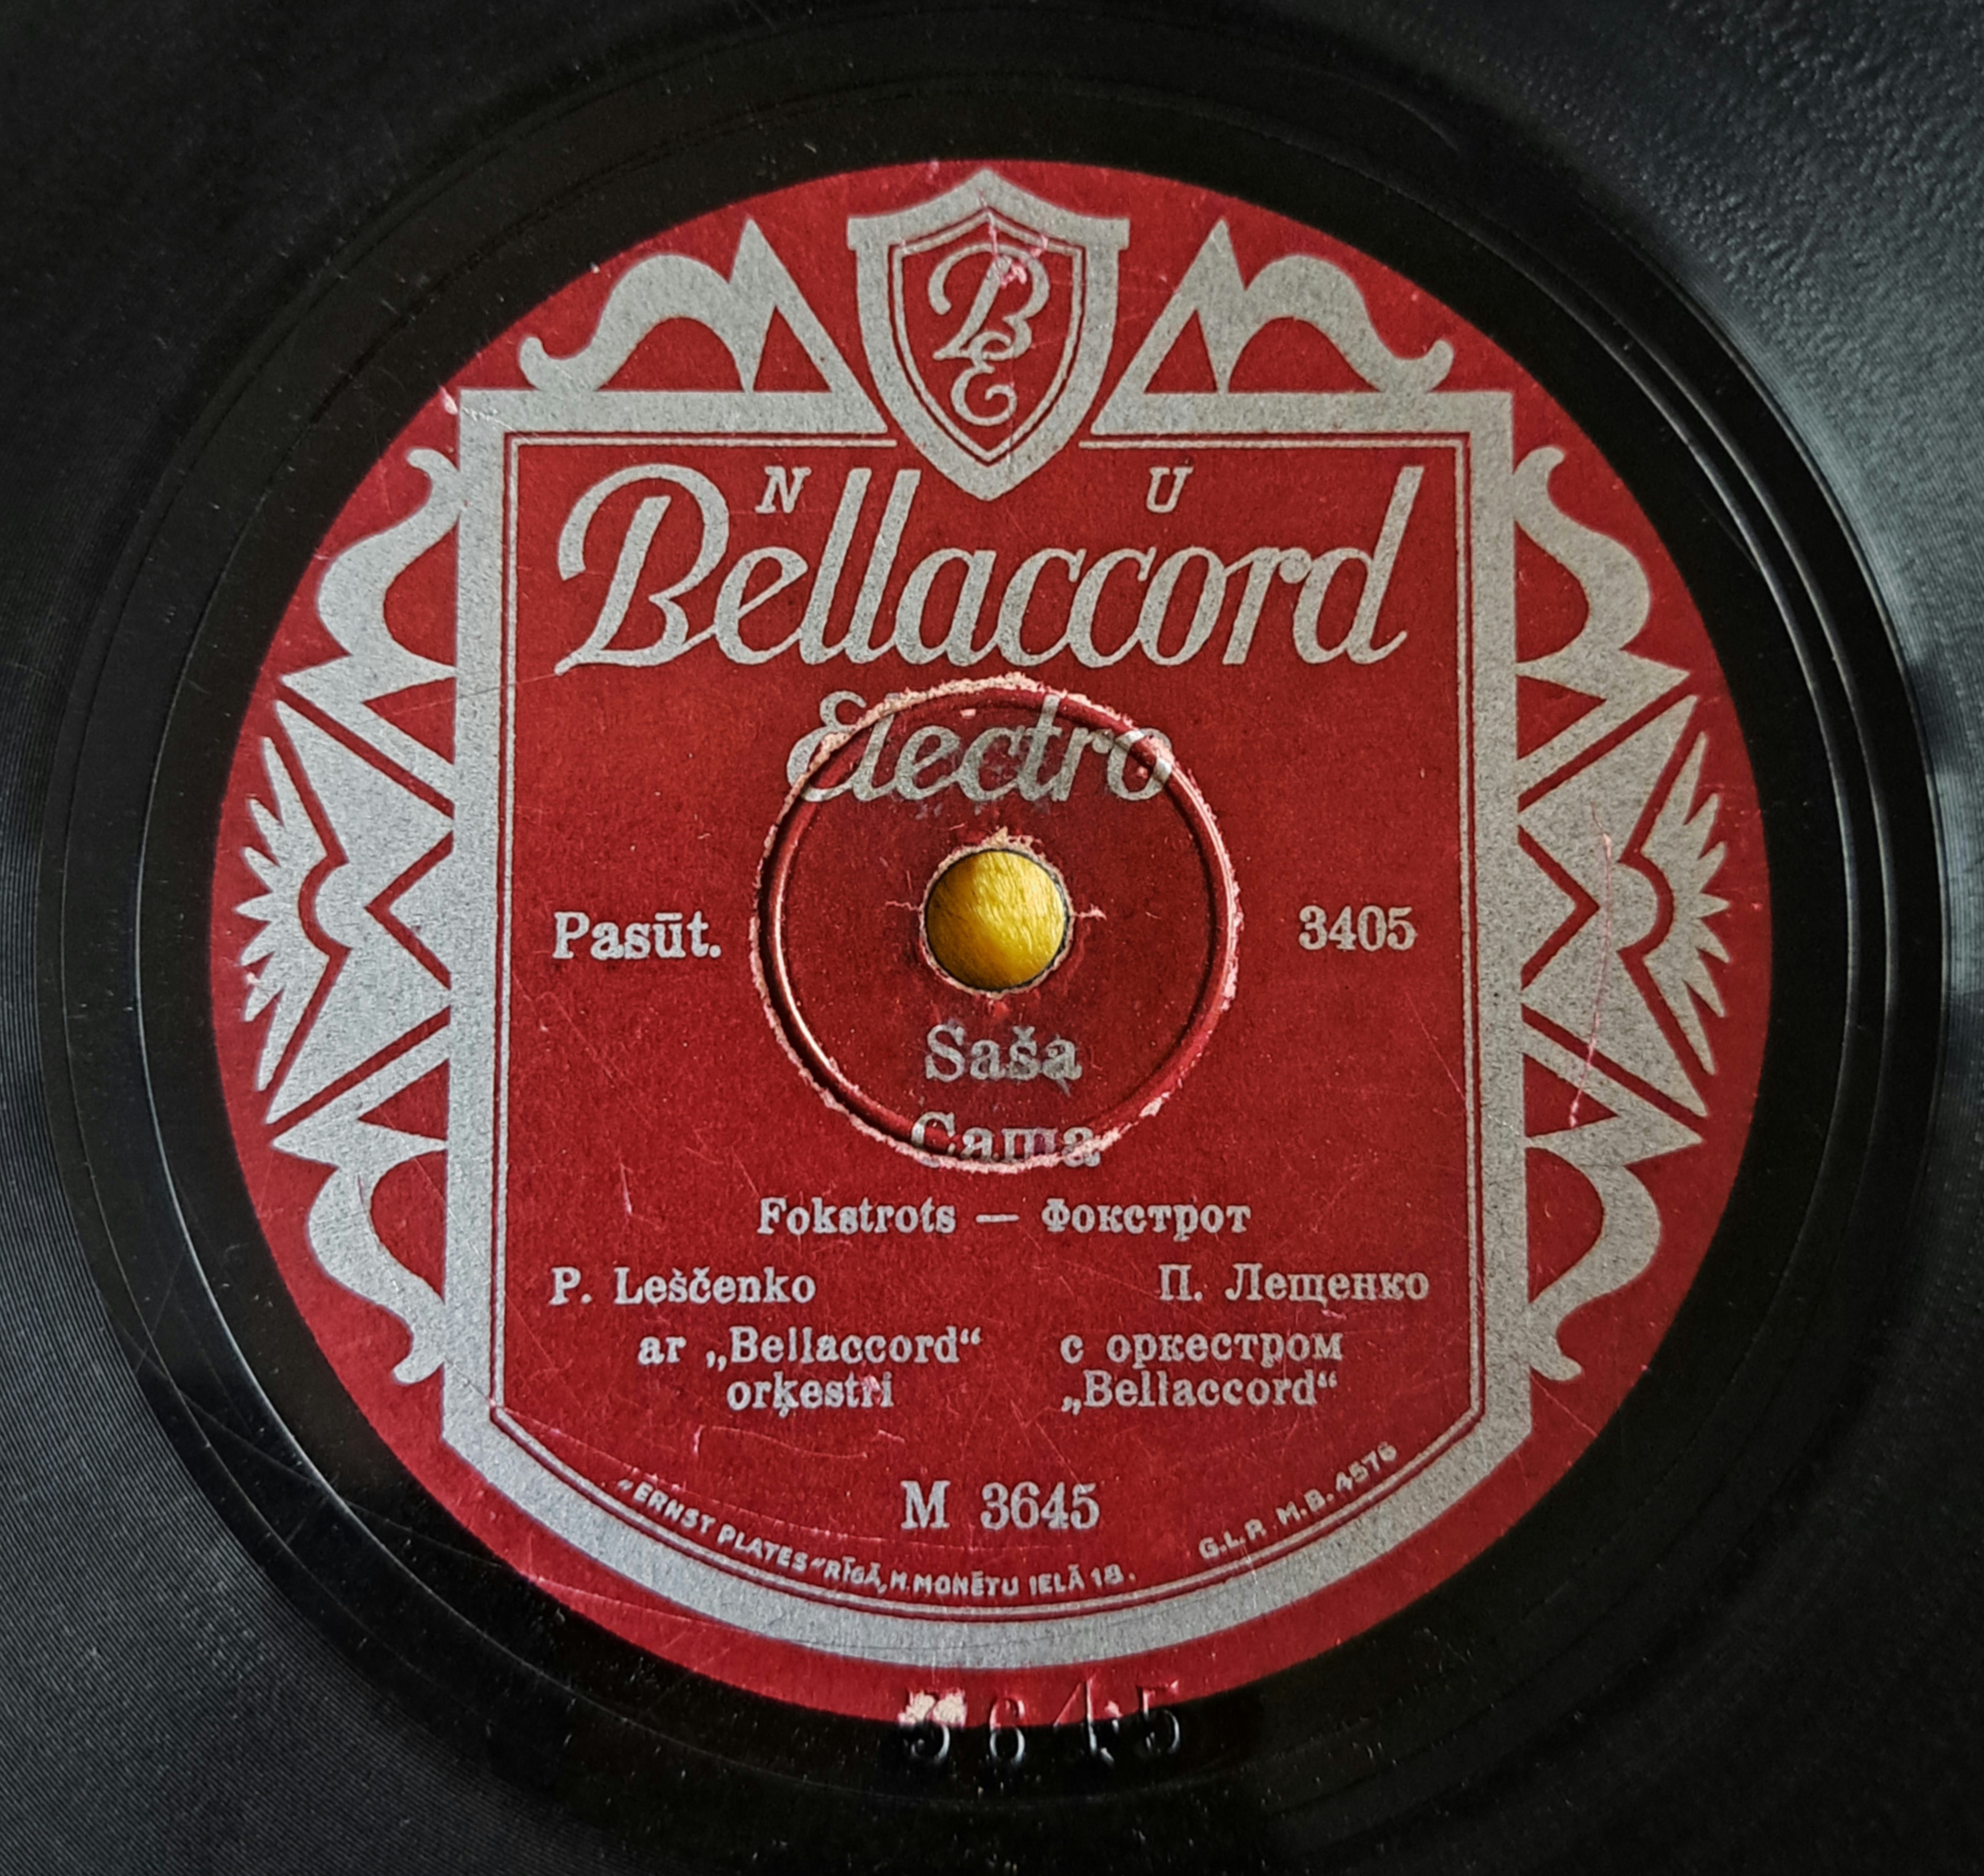 BE
N U
Bellaccord
Electro
Pasūt. 3405
Saša
Саша
Fokstrots — Фокстрот
P. Leščenko П. Лещенко
ar „Bellaccord“ с оркестром
orķestri „Bellaccord“
M 3645
„ERNST PLATES“ RĪGĀ, M. MONĒTU IELĀ 18.
G.L.R M.B. 4576
3645